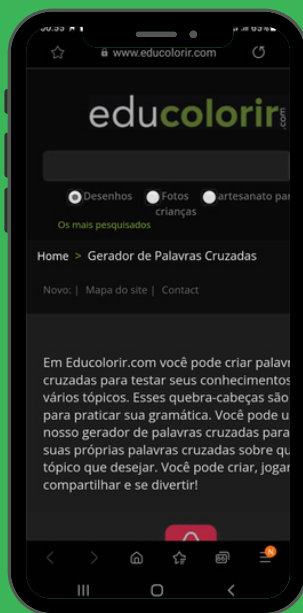 www.educolorir.com
educolorir
Desenhos Fotos artesanato par
crianças
Os mais pesquisados
Home > Gerador de Palavras Cruzadas
Novo: | Mapa do site | Contact
Em Educolorir.com você pode criar palavr
cruzadas para testar seus conhecimentos
vários tópicos. Esses quebra-cabeças são
para praticar sua gramática. Você pode u
nosso gerador de palavras cruzadas para
suas próprias palavras cruzadas sobre qu
tópico que desejar. Você pode criar, jogar
compartilhar e se divertir!
N